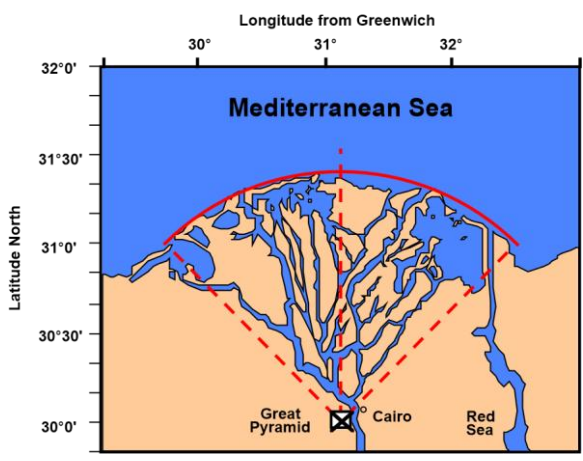 Longitude from Greenwich
30° 31° 32°
32°0'
Mediterranean Sea
31°30'
31°0'
Latitude North
30°30'
30°0'
Great
Pyramid
Cairo
Red
Sea